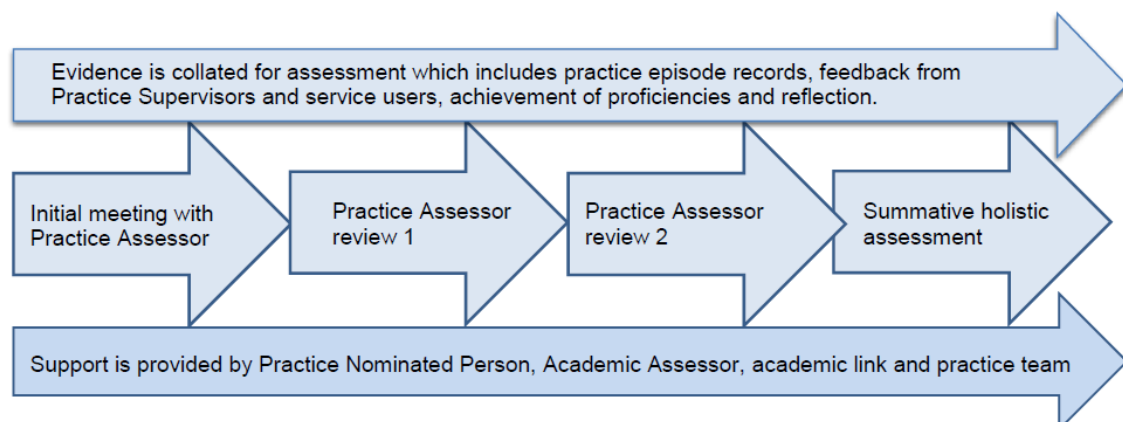 Evidence is collated for assessment which includes practice episode records, feedback from
Practice Supervisors and service users, achievement of proficiencies and reflection.
Initial meeting with
Practice Assessor
Practice Assessor
review 1
Practice Assessor
review 2
Summative holistic
assessment
Support is provided by Practice Nominated Person, Academic Assessor, academic link and practice team